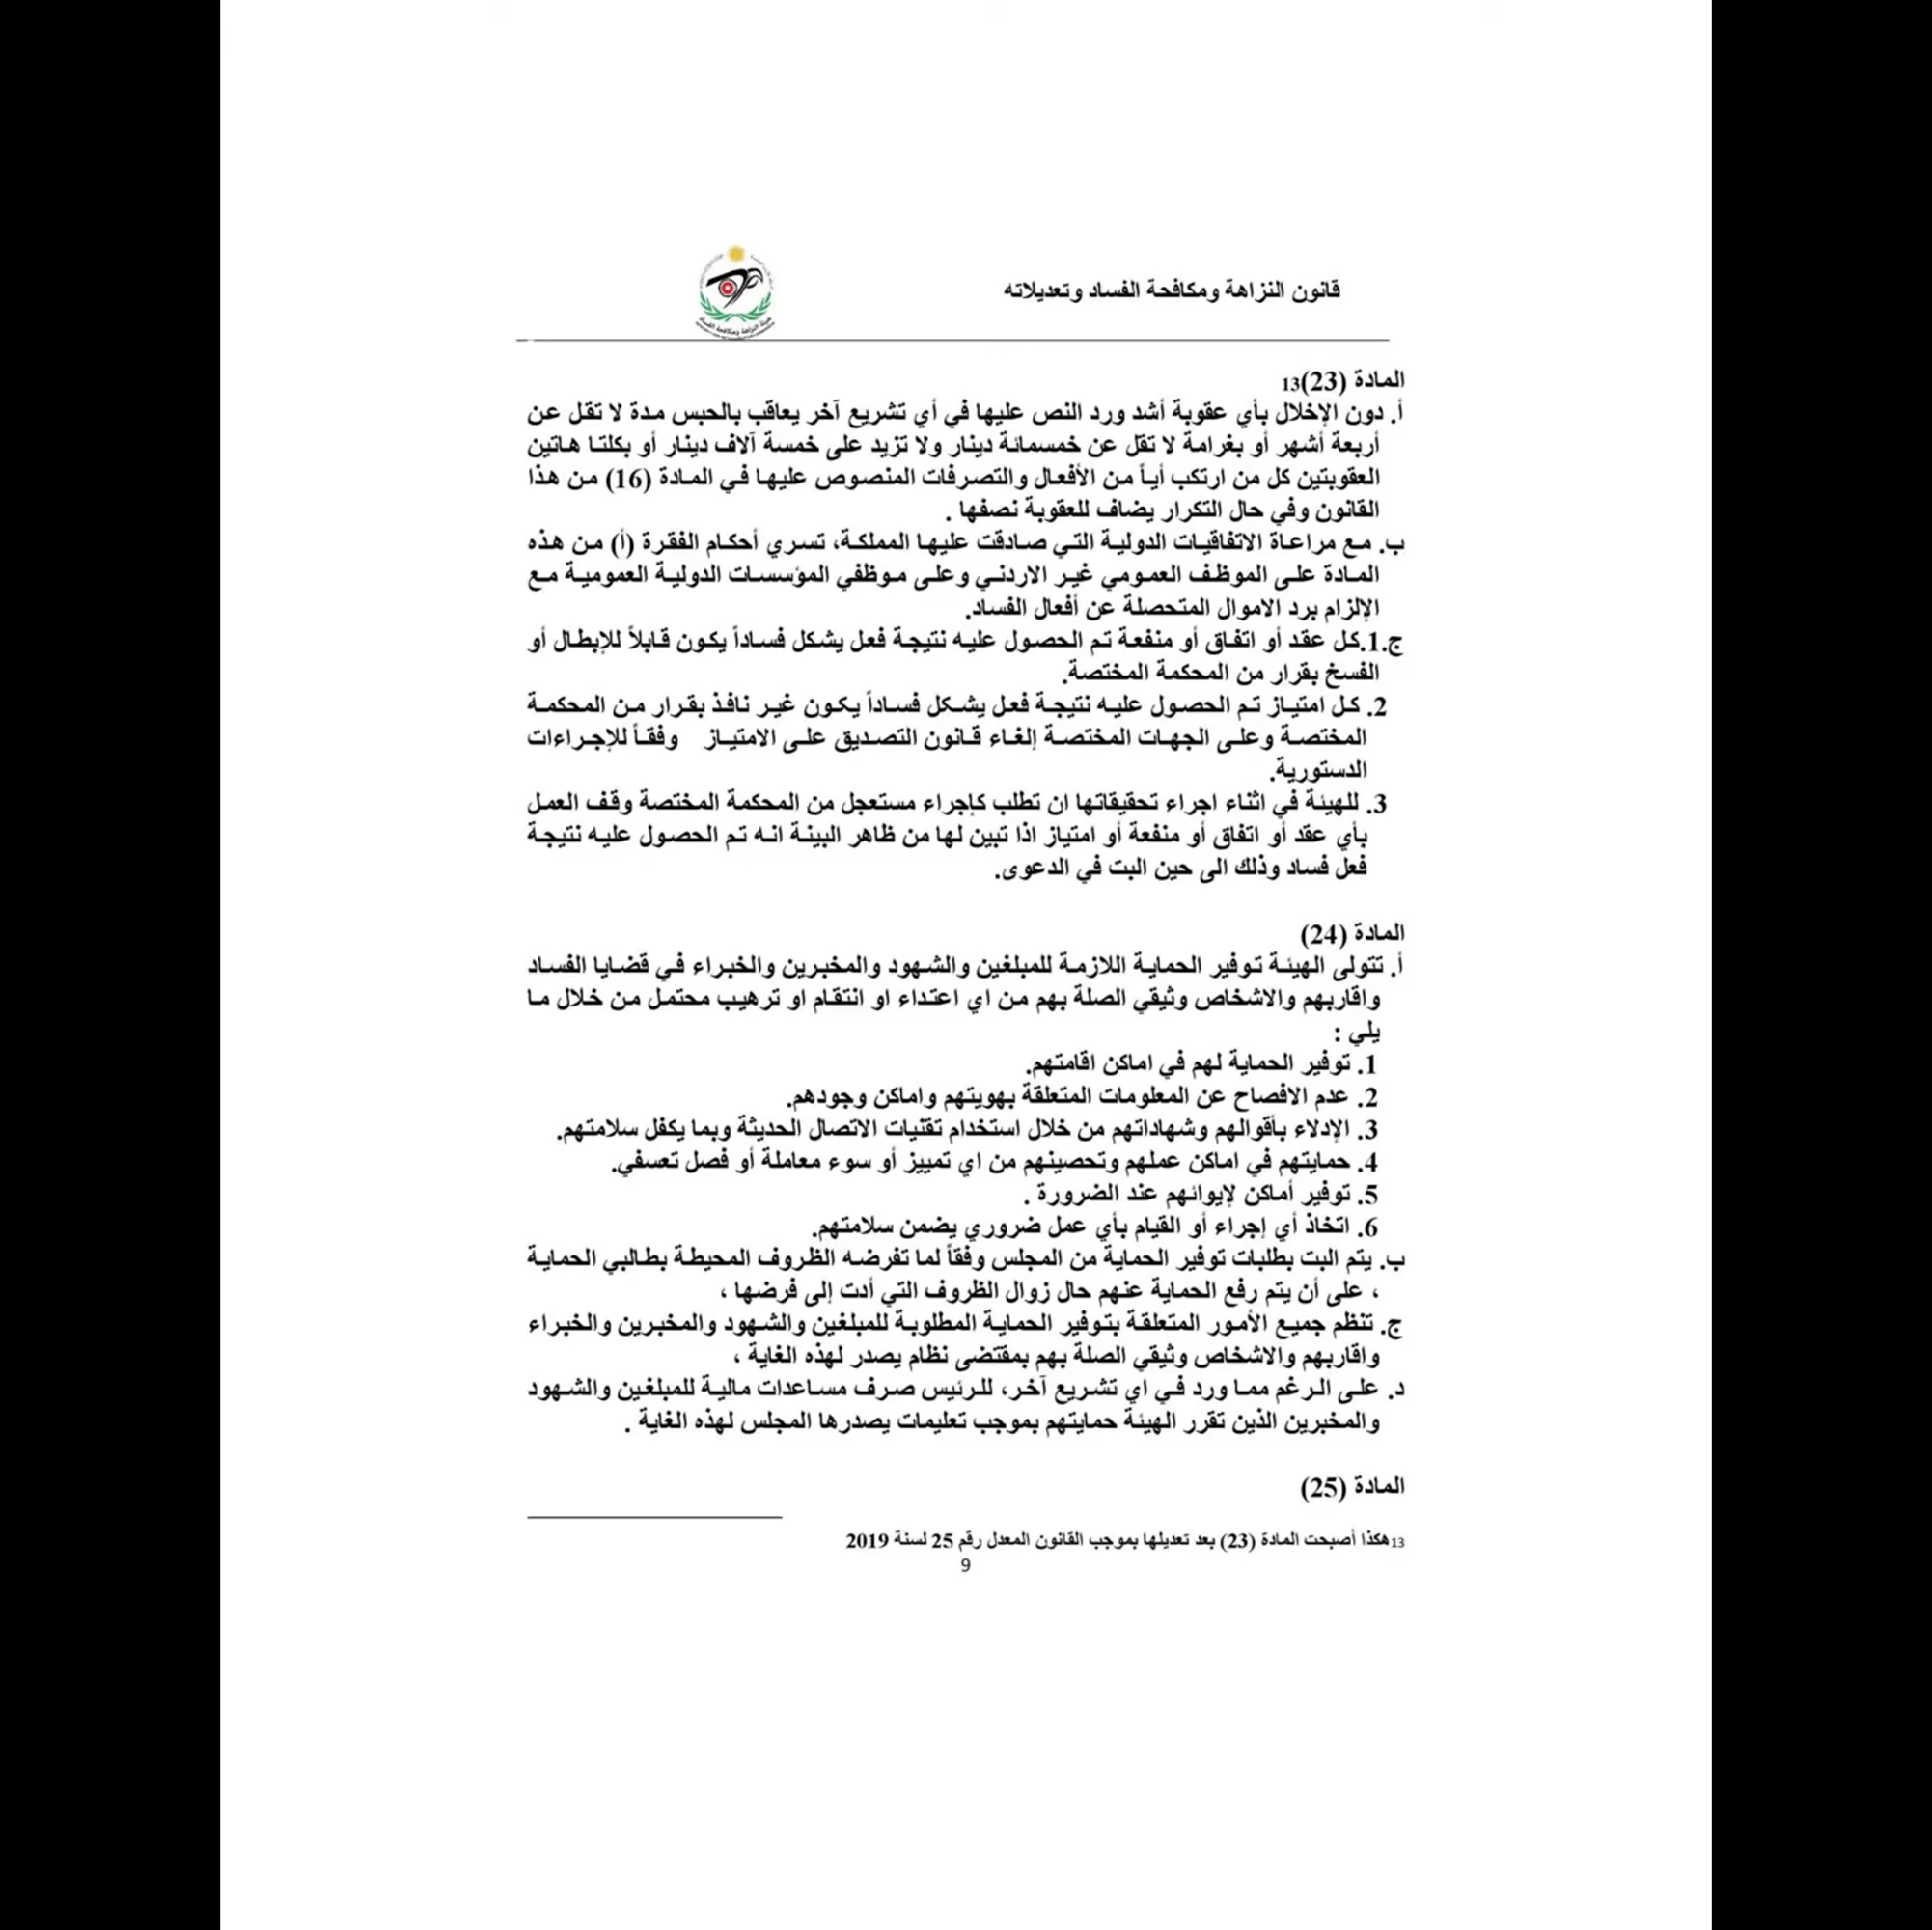 قانون النزاهة ومكافحة الفساد وتعديلاته
هيئة النزاهة ومكافحة الفساد
المادة (23)13
أ. دون الإخلال بأي عقوبة أشد ورد النص عليها في أي تشريع آخر يعاقب بالحبس مدة لا تقل عن
أربعة أشهر أو بغرامة لا تقل عن خمسمائة دينار ولا تزيد على خمسة آلاف دينار أو بكلتا هاتين
العقوبتين كل من ارتكب أياً من الأفعال والتصرفات المنصوص عليها في المادة (16) من هذا
القانون وفي حال التكرار يضاف للعقوبة نصفها .
ب. مع مراعاة الاتفاقيات الدولية التي صادقت عليها المملكة، تسري أحكام الفقرة (أ) من هذه
المادة على الموظف العمومي غير الاردني وعلى موظفي المؤسسات الدولية العمومية مع
الإلزام برد الاموال المتحصلة عن أفعال الفساد.
ج.1.كل عقد أو اتفاق أو منفعة تم الحصول عليه نتيجة فعل يشكل فساداً يكون قابلاً للإبطال أو
الفسخ بقرار من المحكمة المختصة.
2. كل امتياز تم الحصول عليه نتيجة فعل يشكل فساداً يكون غير نافذ بقرار من المحكمة
المختصة وعلى الجهات المختصة إلغاء قانون التصديق على الامتياز وفقاً للإجراءات
الدستورية.
3. للهيئة في اثناء اجراء تحقيقاتها ان تطلب كإجراء مستعجل من المحكمة المختصة وقف العمل
بأي عقد أو اتفاق أو منفعة أو امتياز اذا تبين لها من ظاهر البينة انه تم الحصول عليه نتيجة
فعل فساد وذلك الى حين البت في الدعوى.
المادة (24)
أ. تتولى الهيئة توفير الحماية اللازمة للمبلغين والشهود والمخبرين والخبراء في قضايا الفساد
واقاربهم والاشخاص وثيقي الصلة بهم من اي اعتداء او انتقام او ترهيب محتمل من خلال ما
يلي :
1. توفير الحماية لهم في اماكن اقامتهم.
2. عدم الافصاح عن المعلومات المتعلقة بهويتهم واماكن وجودهم.
3. الإدلاء بأقوالهم وشهاداتهم من خلال استخدام تقنيات الاتصال الحديثة وبما يكفل سلامتهم.
4. حمايتهم في اماكن عملهم وتحصينهم من اي تمييز أو سوء معاملة أو فصل تعسفي.
5. توفير أماكن لإيوائهم عند الضرورة .
6. اتخاذ أي إجراء أو القيام بأي عمل ضروري يضمن سلامتهم.
ب. يتم البت بطلبات توفير الحماية من المجلس وفقاً لما تفرضه الظروف المحيطة بطالبي الحماية
، على أن يتم رفع الحماية عنهم حال زوال الظروف التي أدت إلى فرضها ،
ج. تنظم جميع الأمور المتعلقة بتوفير الحماية المطلوبة للمبلغين والشهود والمخبرين والخبراء
واقاربهم والاشخاص وثيقي الصلة بهم بمقتضى نظام يصدر لهذه الغاية ،
د. على الرغم مما ورد في اي تشريع آخر، للرئيس صرف مساعدات مالية للمبلغين والشهود
والمخبرين الذين تقرر الهيئة حمايتهم بموجب تعليمات يصدرها المجلس لهذه الغاية .
المادة (25)
13هكذا أصبحت المادة (23) بعد تعديلها بموجب القانون المعدل رقم 25 لسنة 2019
9